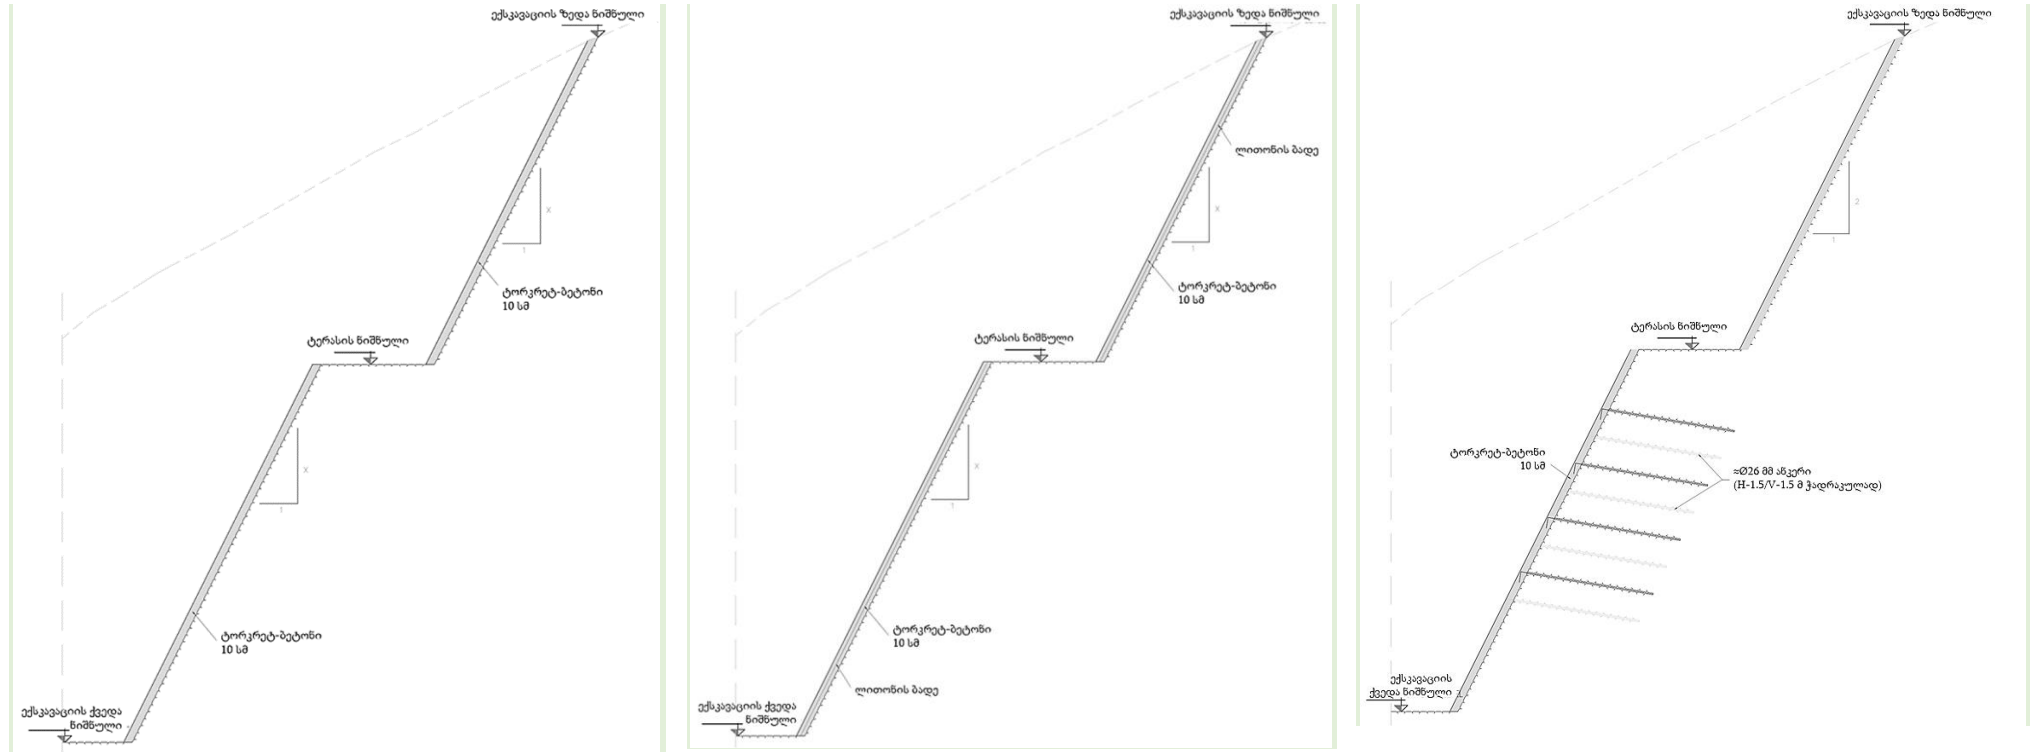 ექსკავაციის ზედა ნიშნული
X
1
ტორკრეტ-ბეტონი
10 სმ
ტერასის ნიშნული
X
1
ტორკრეტ-ბეტონი
10 სმ
ექსკავაციის ქვედა
ნიშნული
ექსკავაციის ზედა ნიშნული
ლითონის ბადე
X
1
ტორკრეტ-ბეტონი
10 სმ
ტერასის ნიშნული
X
1
ტორკრეტ-ბეტონი
10 სმ
ლითონის ბადე
ექსკავაციის ქვედა
ნიშნული
ექსკავაციის ზედა ნიშნული
2
1
ტერასის ნიშნული
ტორკრეტ-ბეტონი
10 სმ
≈Ø26 მმ ანკერი
(H-1.5/V-1.5 მ ჭადრაკულად)
ექსკავაციის
ქვედა ნიშნული